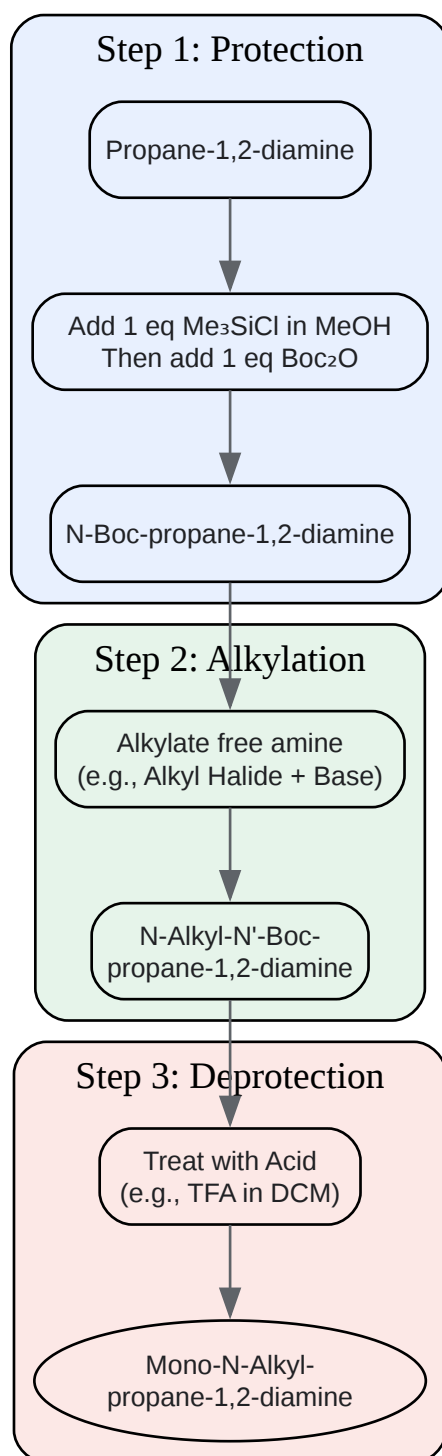 Step 1: Protection
Propane-1,2-diamine
Add 1 eq Me₃SiCl in MeOH
Then add 1 eq Boc₂O
N-Boc-propane-1,2-diamine
Step 2: Alkylation
Alkylate free amine
(e.g., Alkyl Halide + Base)
N-Alkyl-N'-Boc-
propane-1,2-diamine
Step 3: Deprotection
Treat with Acid
(e.g., TFA in DCM)
Mono-N-Alkyl-
propane-1,2-diamine